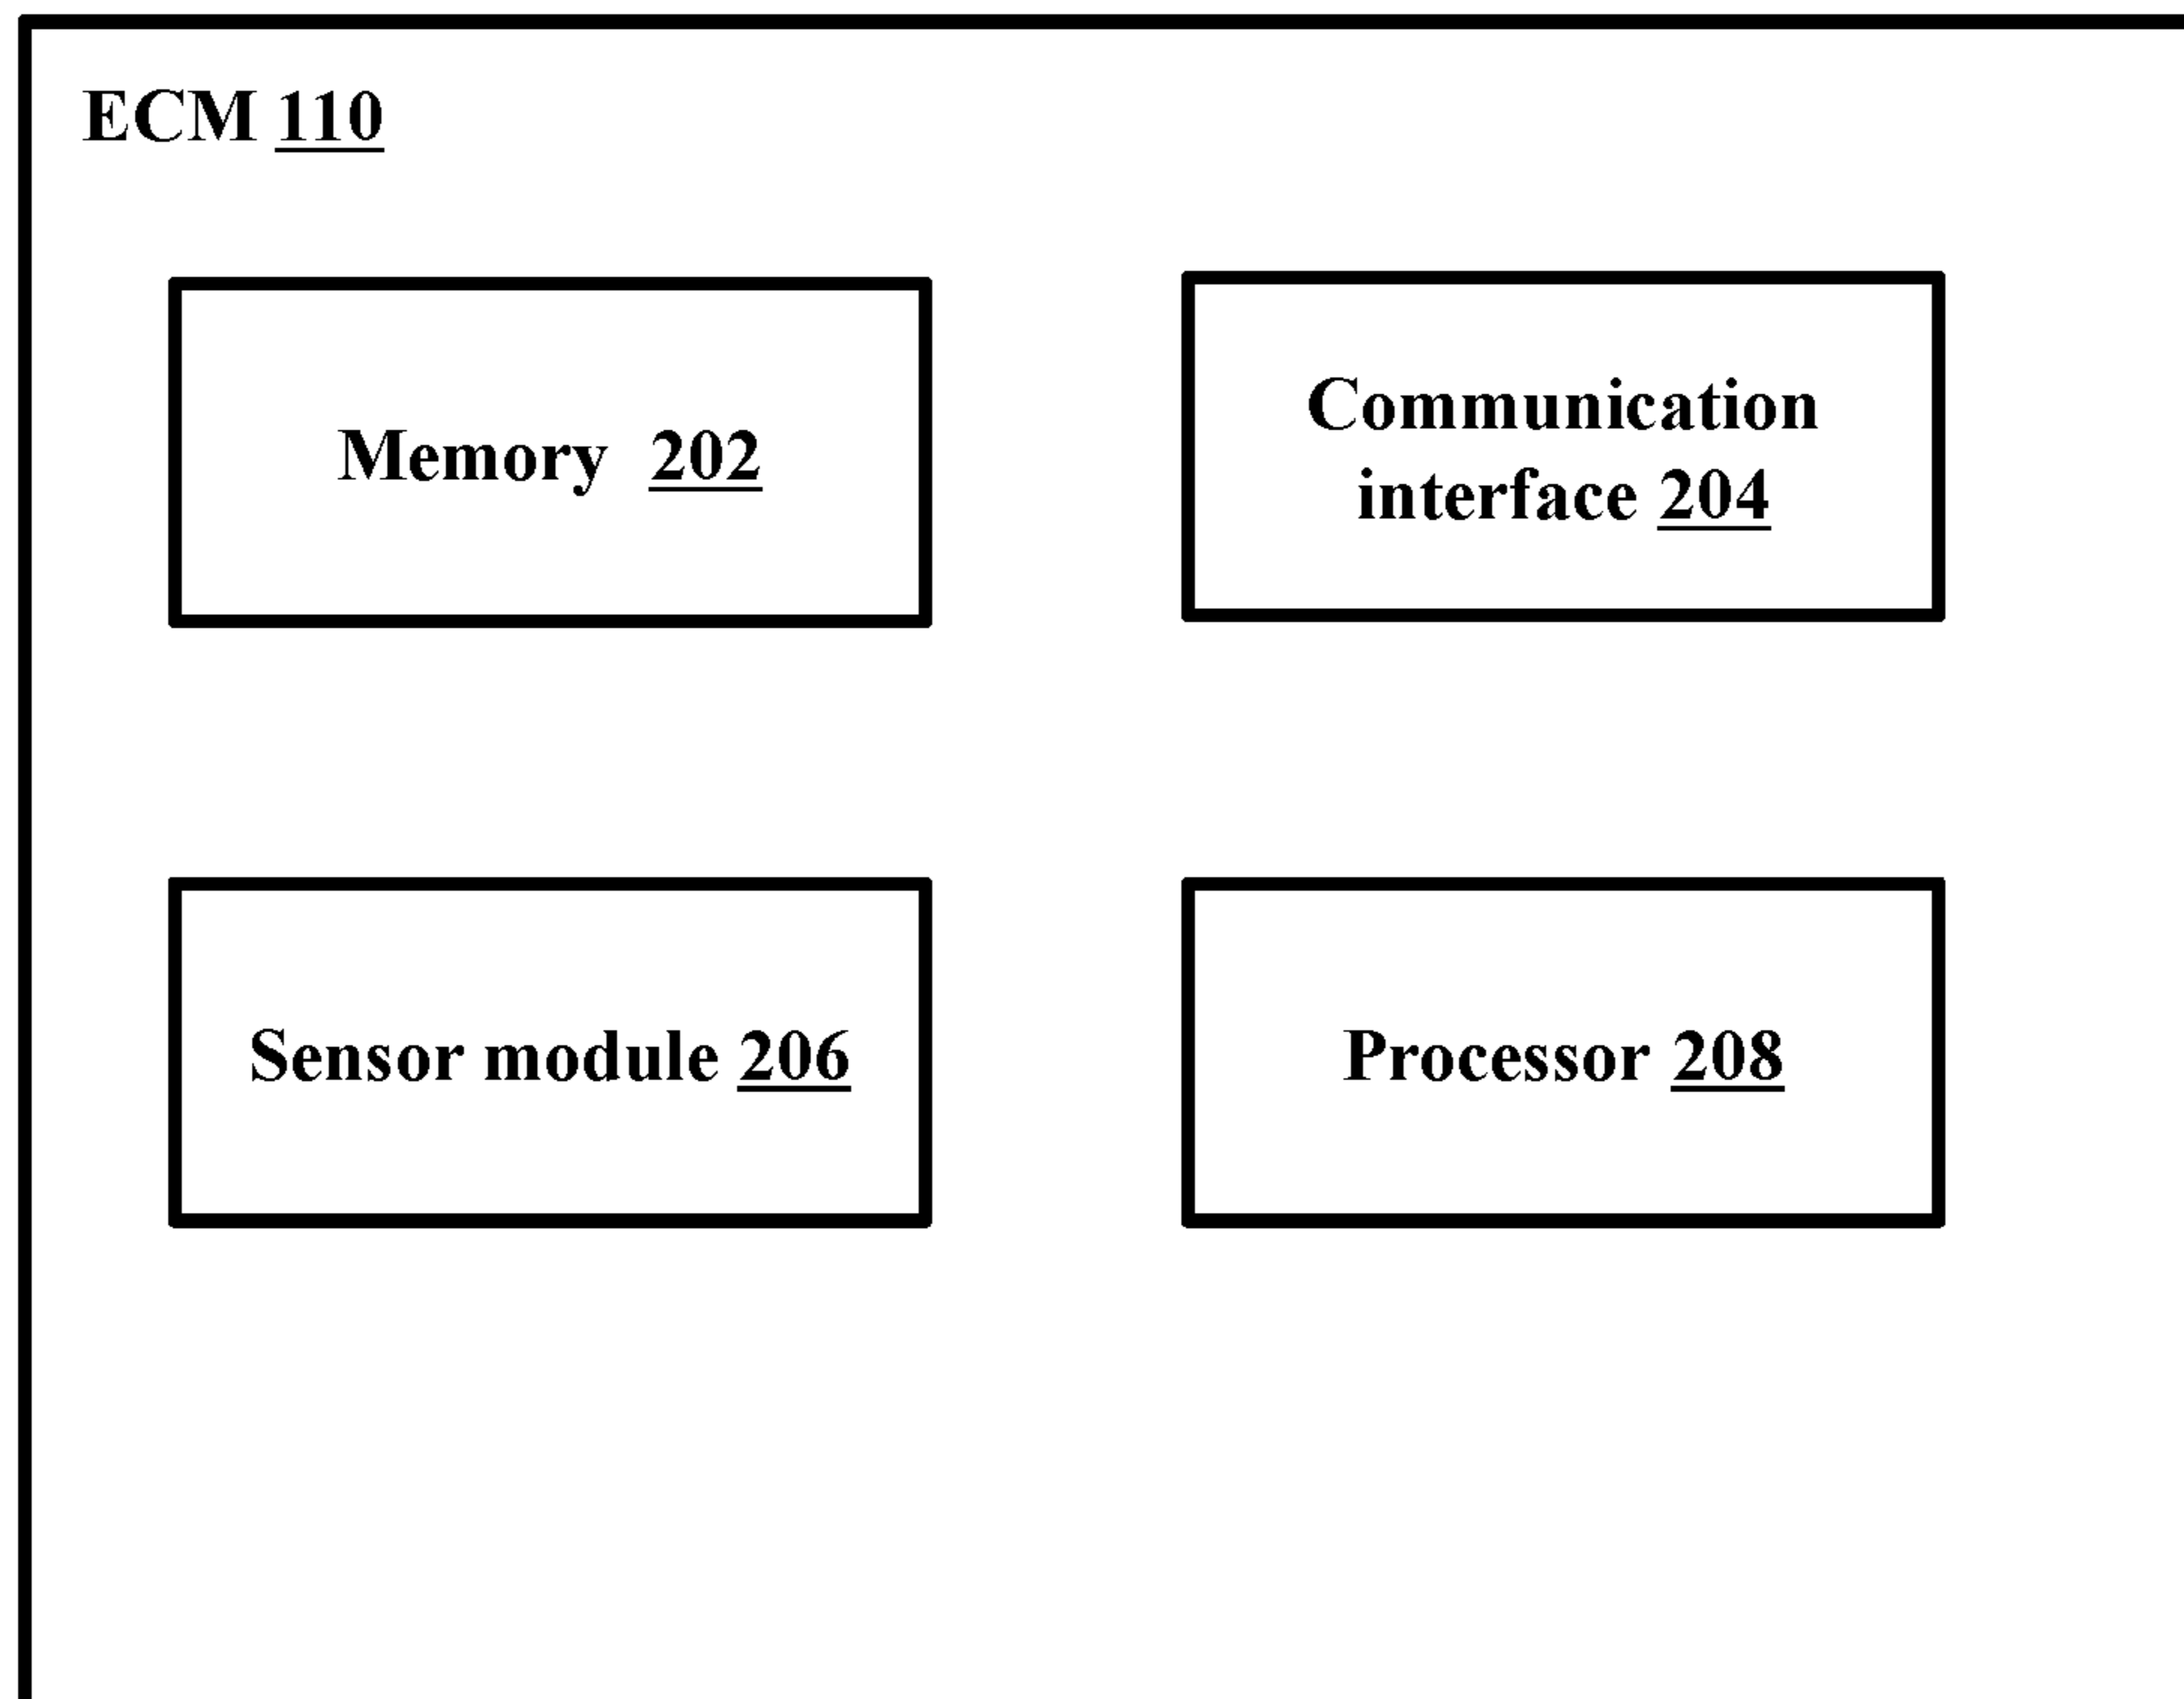 ECM 110
Memory 202
Communication
interface 204
Sensor module 206
Processor 208